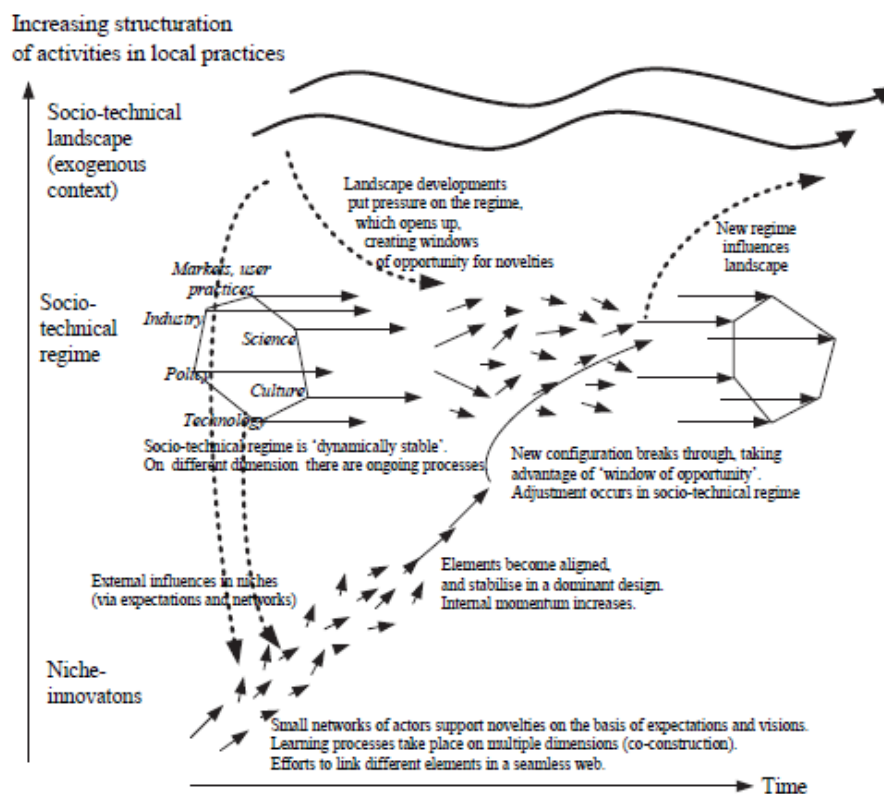 Increasing structuration
of activities in local practices
Socio-technical
landscape
(exogenous
context)
Landscape developments
put pressure on the regime,
which opens up,
creating windows
of opportunity for novelties
New regime
influences
landscape
Markets, user
practices
Socio-
technical
regime
Industry
Science
Policy
Culture
Technology
Socio-technical regime is ‘dynamically stable’.
On different dimension there are ongoing processes
New configuration breaks through, taking
advantage of ‘window of opportunity’.
Adjustment occurs in socio-technical regime
Elements become aligned,
and stabilise in a dominant design.
Internal momentum increases.
External influences in niches
(via expectations and networks)
Niche-
innovatons
Small networks of actors support novelties on the basis of expectations and visions.
Learning processes take place on multiple dimensions (co-construction).
Efforts to link different elements in a seamless web.
Time